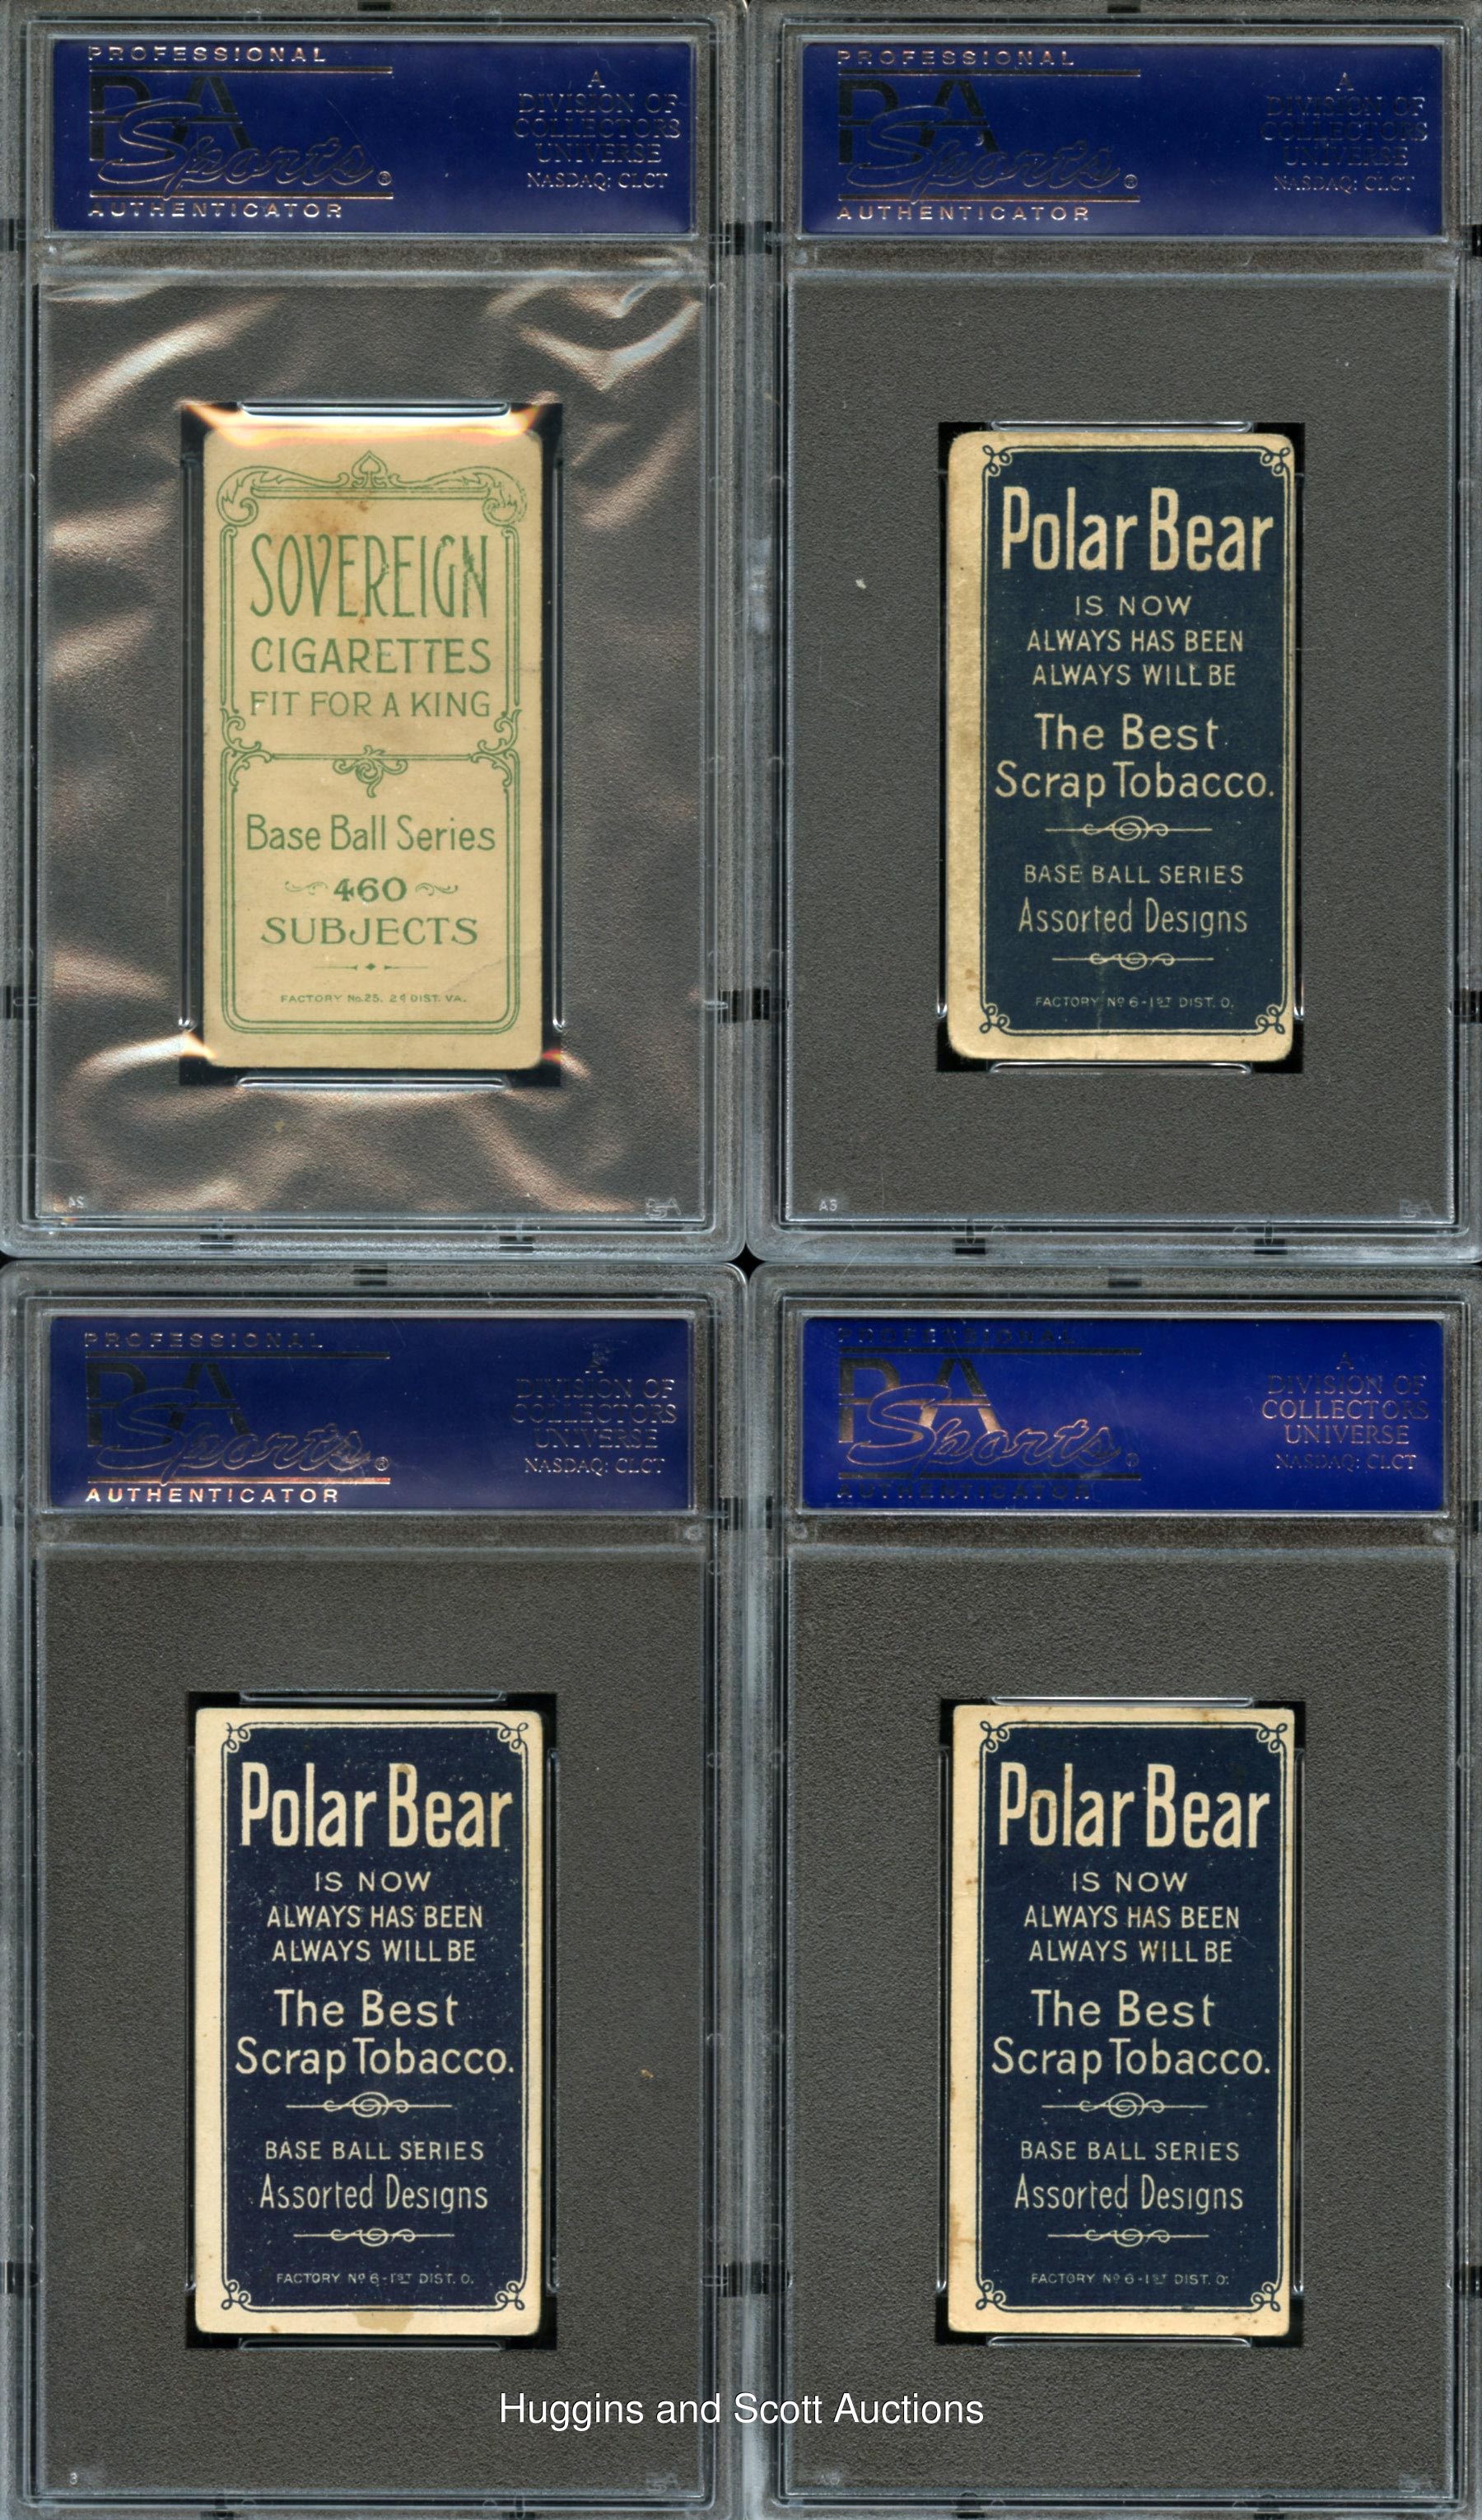 PROFESSIONAL
PSA
Sports®
AUTHENTICATOR
A
DIVISION OF
COLLECTORS
UNIVERSE
NASDAQ: CLCT
SOVEREIGN
CIGARETTES
FIT FOR A KING
Base Ball Series
460
SUBJECTS
FACTORY No. 25. 2d DIST. VA.
PROFESSIONAL
PSA
Sports®
AUTHENTICATOR
A
DIVISION OF
COLLECTORS
UNIVERSE
NASDAQ: CLCT
Polar Bear
IS NOW
ALWAYS HAS BEEN
ALWAYS WILL BE
The Best
Scrap Tobacco.
BASE BALL SERIES
Assorted Designs
FACTORY Nº 6 - 1ST DIST. O.
PROFESSIONAL
PSA
Sports®
AUTHENTICATOR
A
DIVISION OF
COLLECTORS
UNIVERSE
NASDAQ: CLCT
Polar Bear
IS NOW
ALWAYS HAS BEEN
ALWAYS WILL BE
The Best
Scrap Tobacco.
BASE BALL SERIES
Assorted Designs
FACTORY Nº 6 - 1ST DIST. O.
PROFESSIONAL
PSA
Sports®
AUTHENTICATOR
A
DIVISION OF
COLLECTORS
UNIVERSE
NASDAQ: CLCT
Polar Bear
IS NOW
ALWAYS HAS BEEN
ALWAYS WILL BE
The Best
Scrap Tobacco.
BASE BALL SERIES
Assorted Designs
FACTORY Nº 6 - 1ST DIST. O.
Huggins and Scott Auctions